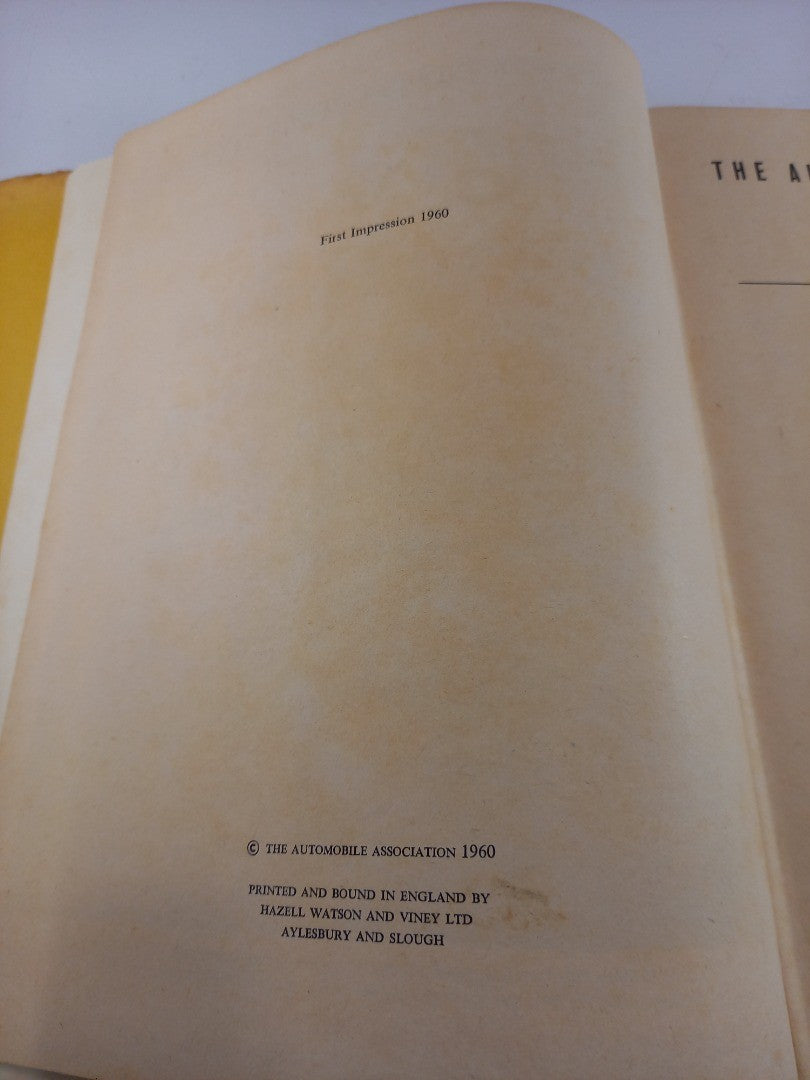 First Impression 1960
© THE AUTOMOBILE ASSOCIATION 1960
PRINTED AND BOUND IN ENGLAND BY
HAZELL WATSON AND VINEY LTD
AYLESBURY AND SLOUGH
THE